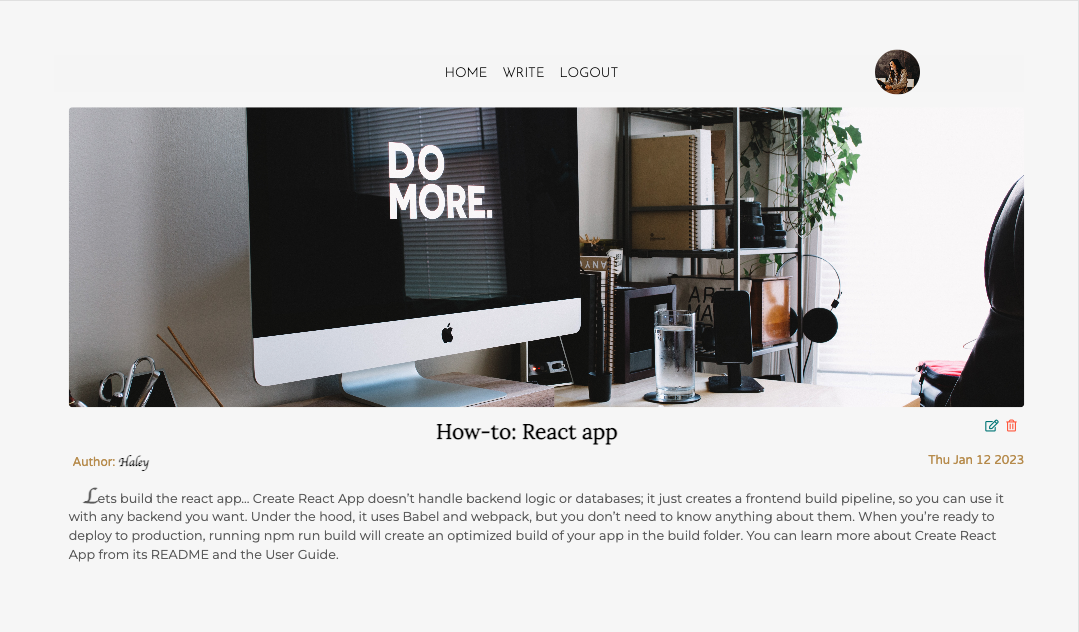 HOME WRITE LOGOUT
DO
MORE.
ANY
ART
How-to: React app
Author: Haley
Thu Jan 12 2023
Lets build the react app... Create React App doesn’t handle backend logic or databases; it just creates a frontend build pipeline, so you can use it
with any backend you want. Under the hood, it uses Babel and webpack, but you don’t need to know anything about them. When you’re ready to
deploy to production, running npm run build will create an optimized build of your app in the build folder. You can learn more about Create React
App from its README and the User Guide.